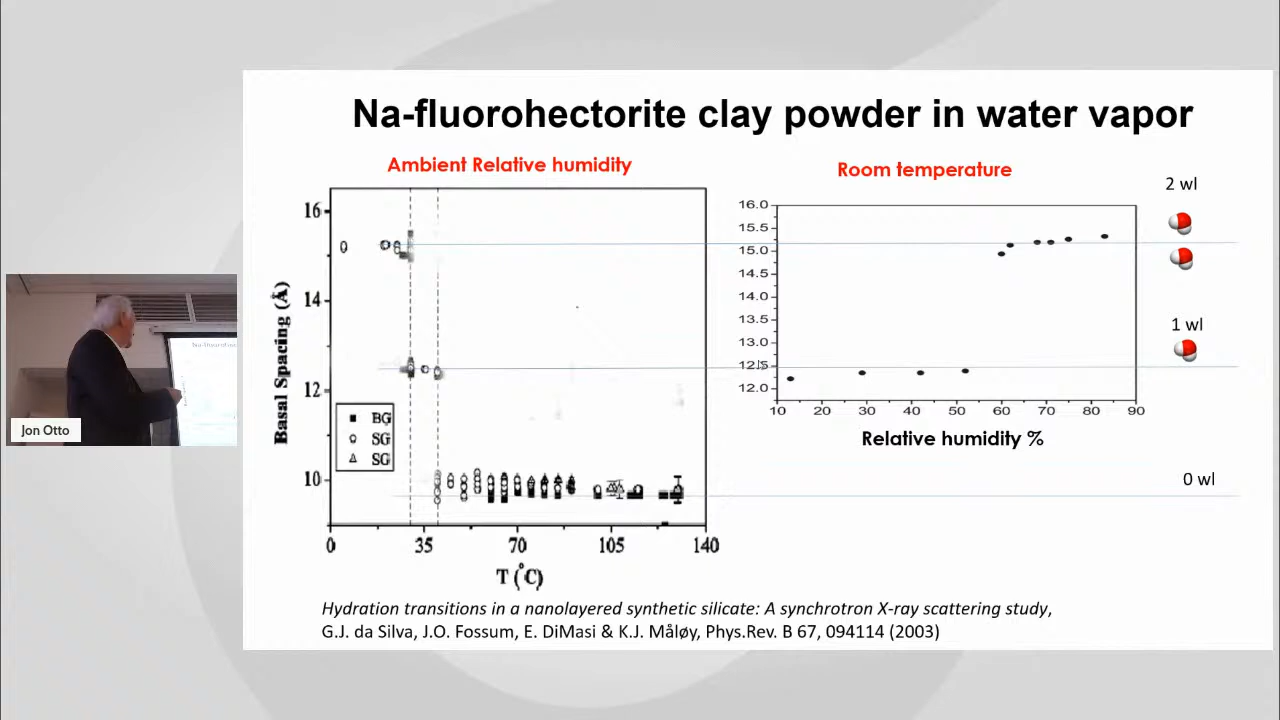 Na-fluorohectorite clay powder in water vapor
Ambient Relative humidity
Room temperature
16
14
12
10
Basal Spacing (Å)
BG
SG
SG
0 35 70 105 140
T (°C)
16.0
15.5
15.0
14.5
14.0
13.5
13.0
12.5
12.0
10 20 30 40 50 60 70 80 90
Relative humidity %
2 wl
1 wl
0 wl
Jon Otto
Hydration transitions in a nanolayered synthetic silicate: A synchrotron X-ray scattering study,
G.J. da Silva, J.O. Fossum, E. DiMasi & K.J. Måløy, Phys.Rev. B 67, 094114 (2003)